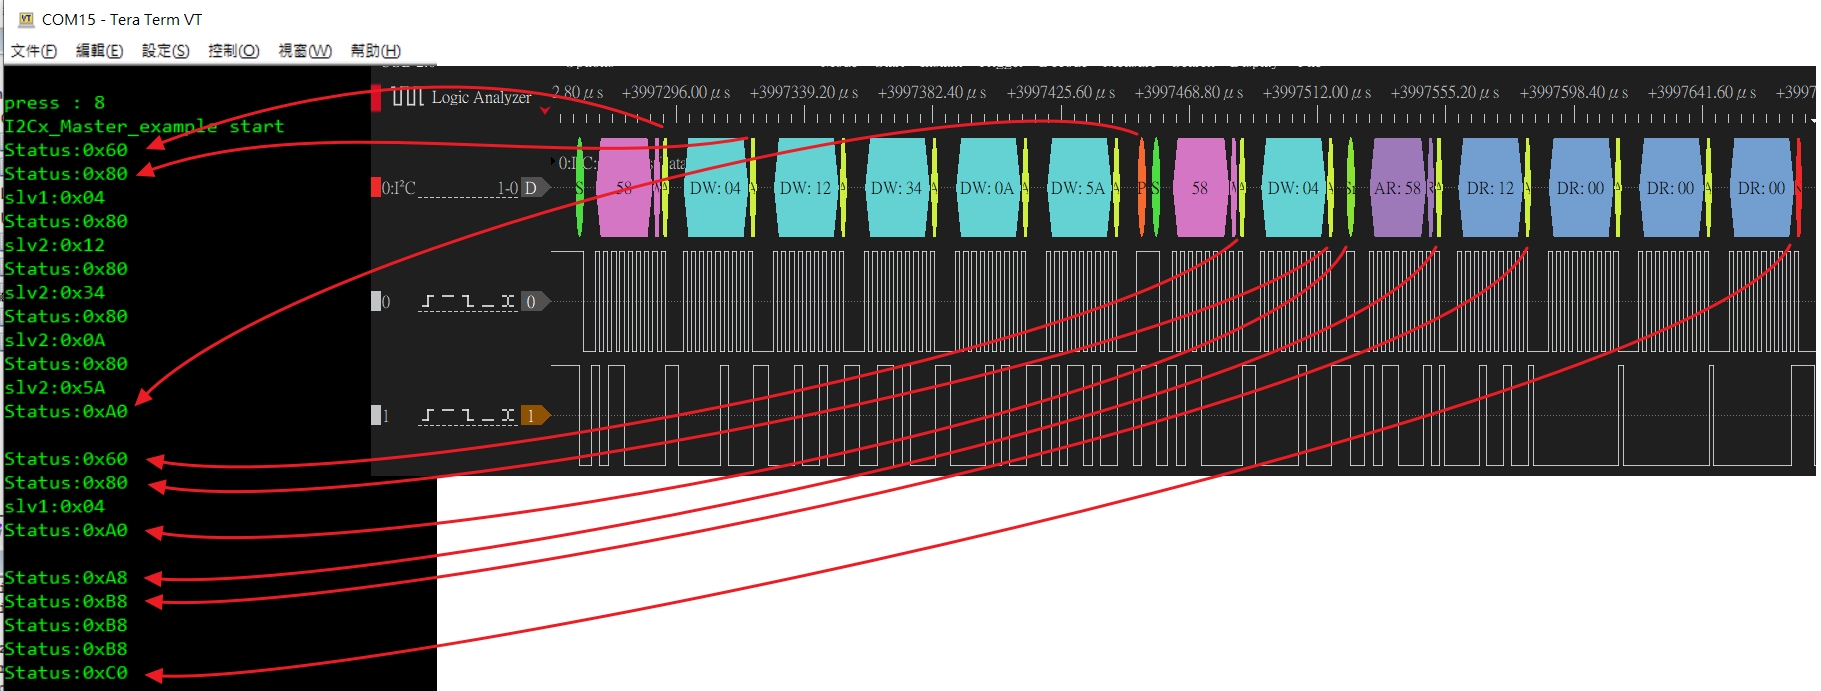 COM15 - Tera Term VT
文件(F) 編輯(E) 設定(S) 控制(O) 視窗(W) 幫助(H)
press : 8
I2Cx_Master_example start
Status:0x60
Status:0x80
slv1:0x04
Status:0x80
slv2:0x12
Status:0x80
slv2:0x34
Status:0x80
slv2:0x0A
Status:0x80
slv2:0x5A
Status:0xA0
Status:0x60
Status:0x80
slv1:0x04
Status:0xA0
Status:0xA8
Status:0xB8
Status:0xB8
Status:0xB8
Status:0xC0
Logic Analyzer
2.80 μs +3997296.00 μs +3997339.20 μs +3997382.40 μs +3997425.60 μs +3997468.80 μs +3997512.00 μs +3997555.20 μs +3997598.40 μs +3997641.60 μs +3997
0:I²C 1-0 D
S 58 DW: 04 DW: 12 DW: 34 DW: 0A DW: 5A P S 58 DW: 04 Sr AR: 58 DR: 12 DR: 00 DR: 00 DR: 00
0 0
1 1